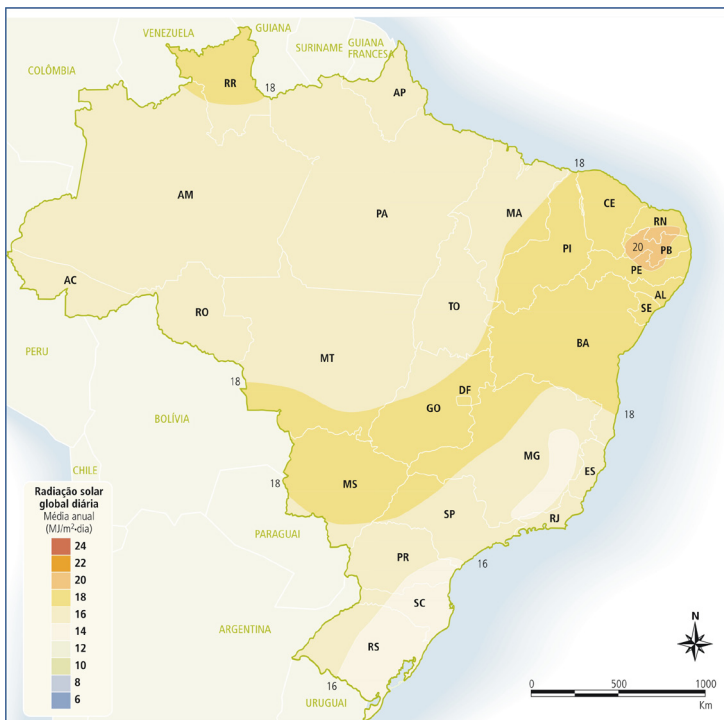 VENEZUELA
GUIANA
SURINAME
GUIANA
FRANCESA
COLÔMBIA
RR
18
AP
18
AM
PA
MA
CE
RN
20
PB
PI
PE
AL
SE
AC
RO
TO
BA
PERU
MT
18
DF
GO
BOLÍVIA
18
MG
ES
CHILE
18
MS
SP
RJ
PARAGUAI
PR
16
SC
ARGENTINA
RS
16
URUGUAI
Radiação solar
global diária
Média anual
(MJ/m²•dia)
24
22
20
18
16
14
12
10
8
6
N
0 500 1000
Km